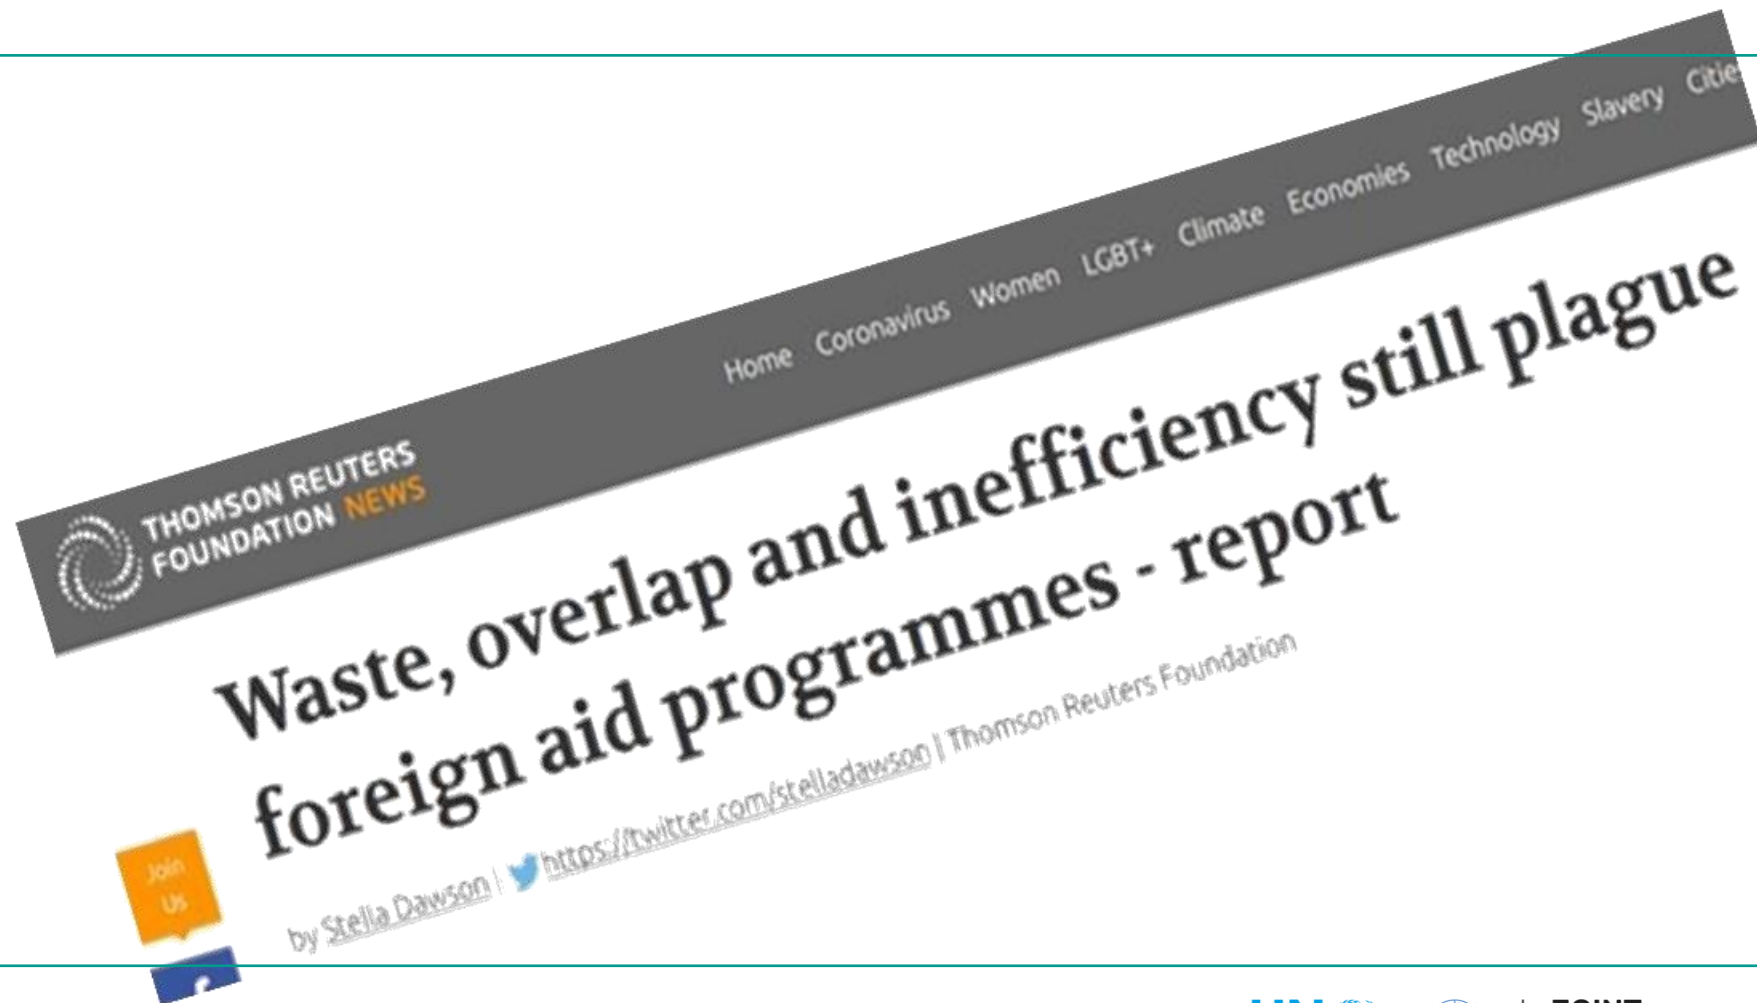 Home Coronavirus Women LGBT+ Climate Economies Technology Slavery
THOMSON REUTERS
FOUNDATION NEWS
Waste, overlap and inefficiency still plague
foreign aid programmes - report
by Stella Dawson | https://twitter.com/stelladawson | Thomson Reuters Foundation
Join
Us